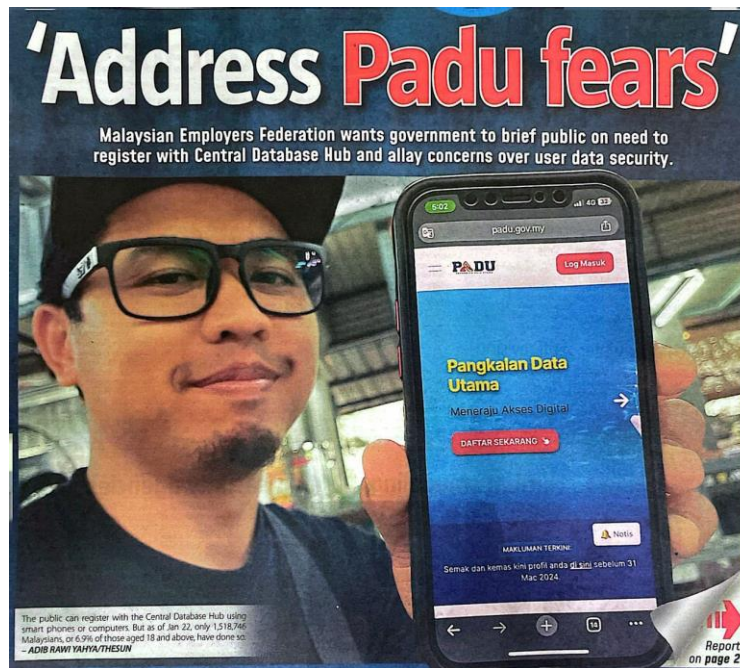 'Address Padu fears'
Malaysian Employers Federation wants government to brief public on need to
register with Central Database Hub and allay concerns over user data security.
5:02
4G 33
padu.gov.my
PADU
Log Masuk
Pangkalan Data
Utama
Meneraju Akses Digital
DAFTAR SEKARANG
Notis
MAKLUMAN TERKINI:
Semak dan kemas kini profil anda di sini sebelum 31
Mac 2024.
14
The public can register with the Central Database Hub using
smart phones or computers. But as of Jan 22, only 1,518,746
Malaysians, or 6.9% of those aged 18 and above, have done so.
– ADIB RAWI YAHYA/THESUN
Report
on page 2